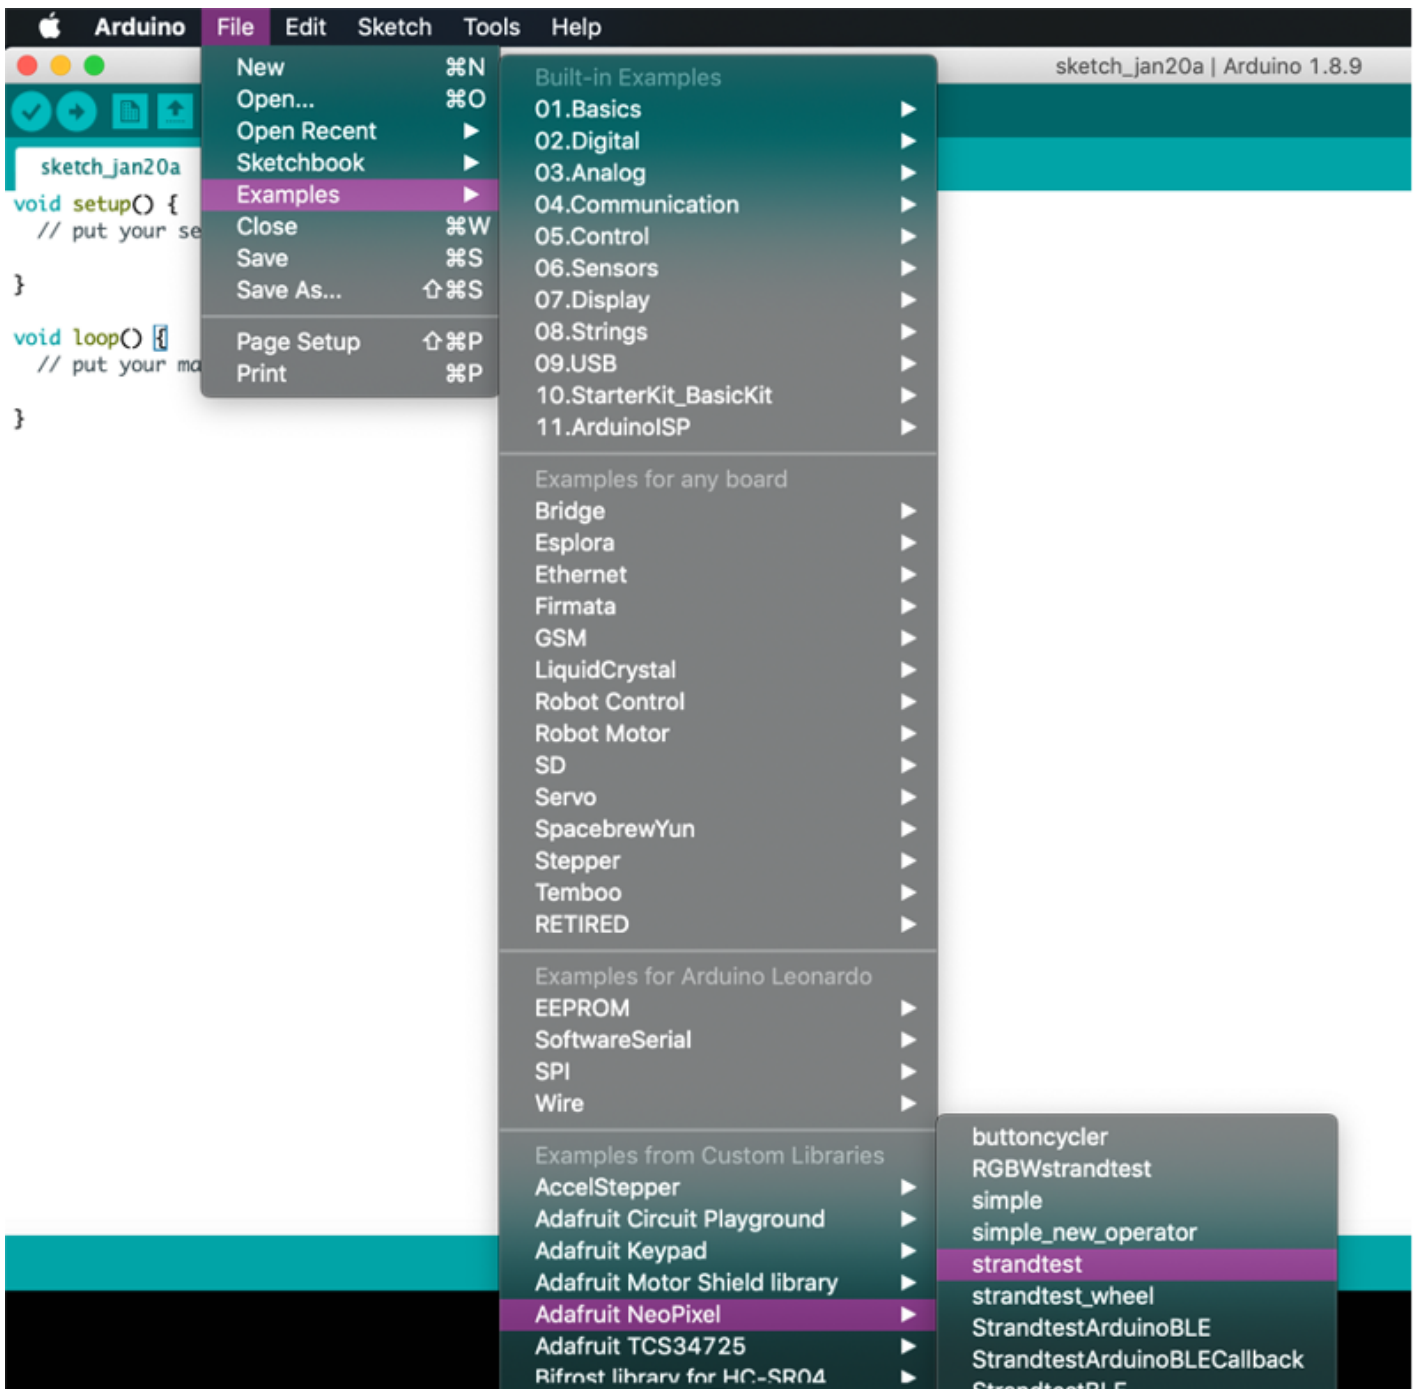 Arduino File Edit Sketch Tools Help
sketch_jan20a | Arduino 1.8.9
sketch_jan20a
void setup() {
// put your se
}
void loop() {
// put your ma
}
New ⌘N
Open... ⌘O
Open Recent ▶
Sketchbook ▶
Examples ▶
Close ⌘W
Save ⌘S
Save As... ⇧⌘S
Page Setup ⇧⌘P
Print ⌘P
Built-in Examples
01.Basics ▶
02.Digital ▶
03.Analog ▶
04.Communication ▶
05.Control ▶
06.Sensors ▶
07.Display ▶
08.Strings ▶
09.USB ▶
10.StarterKit_BasicKit ▶
11.ArduinoISP ▶
Examples for any board
Bridge ▶
Esplora ▶
Ethernet ▶
Firmata ▶
GSM ▶
LiquidCrystal ▶
Robot Control ▶
Robot Motor ▶
SD ▶
Servo ▶
SpacebrewYun ▶
Stepper ▶
Temboo ▶
RETIRED ▶
Examples for Arduino Leonardo
EEPROM ▶
SoftwareSerial ▶
SPI ▶
Wire ▶
Examples from Custom Libraries
AccelStepper ▶
Adafruit Circuit Playground ▶
Adafruit Keypad ▶
Adafruit Motor Shield library ▶
Adafruit NeoPixel ▶
Adafruit TCS34725 ▶
Bifrost library for HC-SR04 ▶
buttoncycler
RGBWstrandtest
simple
simple_new_operator
strandtest
strandtest_wheel
StrandtestArduinoBLE
StrandtestArduinoBLECallback
StrandtestBLE